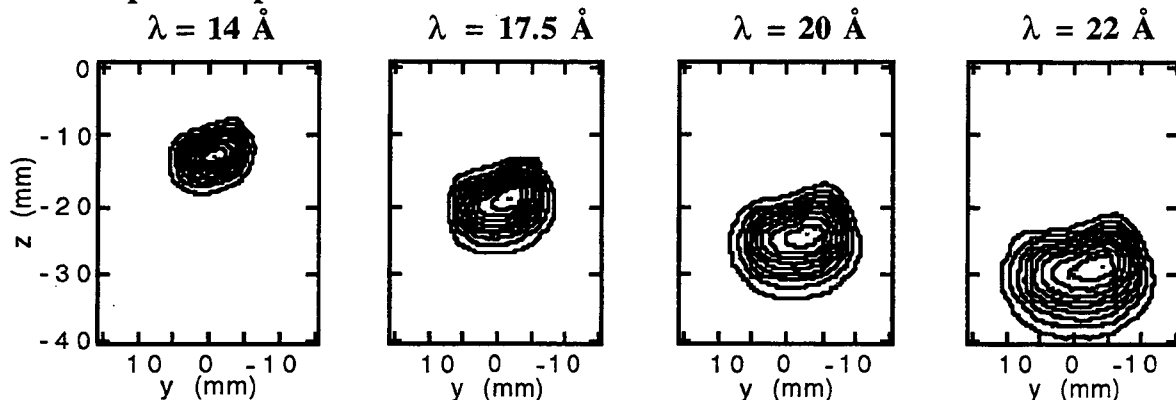 λ = 14 Å λ = 17.5 Å λ = 20 Å λ = 22 Å
0
-10
-20
-30
-40
z (mm)
10 0 -10 10 0 -10 10 0 -10 10 0 -10
y (mm) y (mm) y (mm) y (mm)